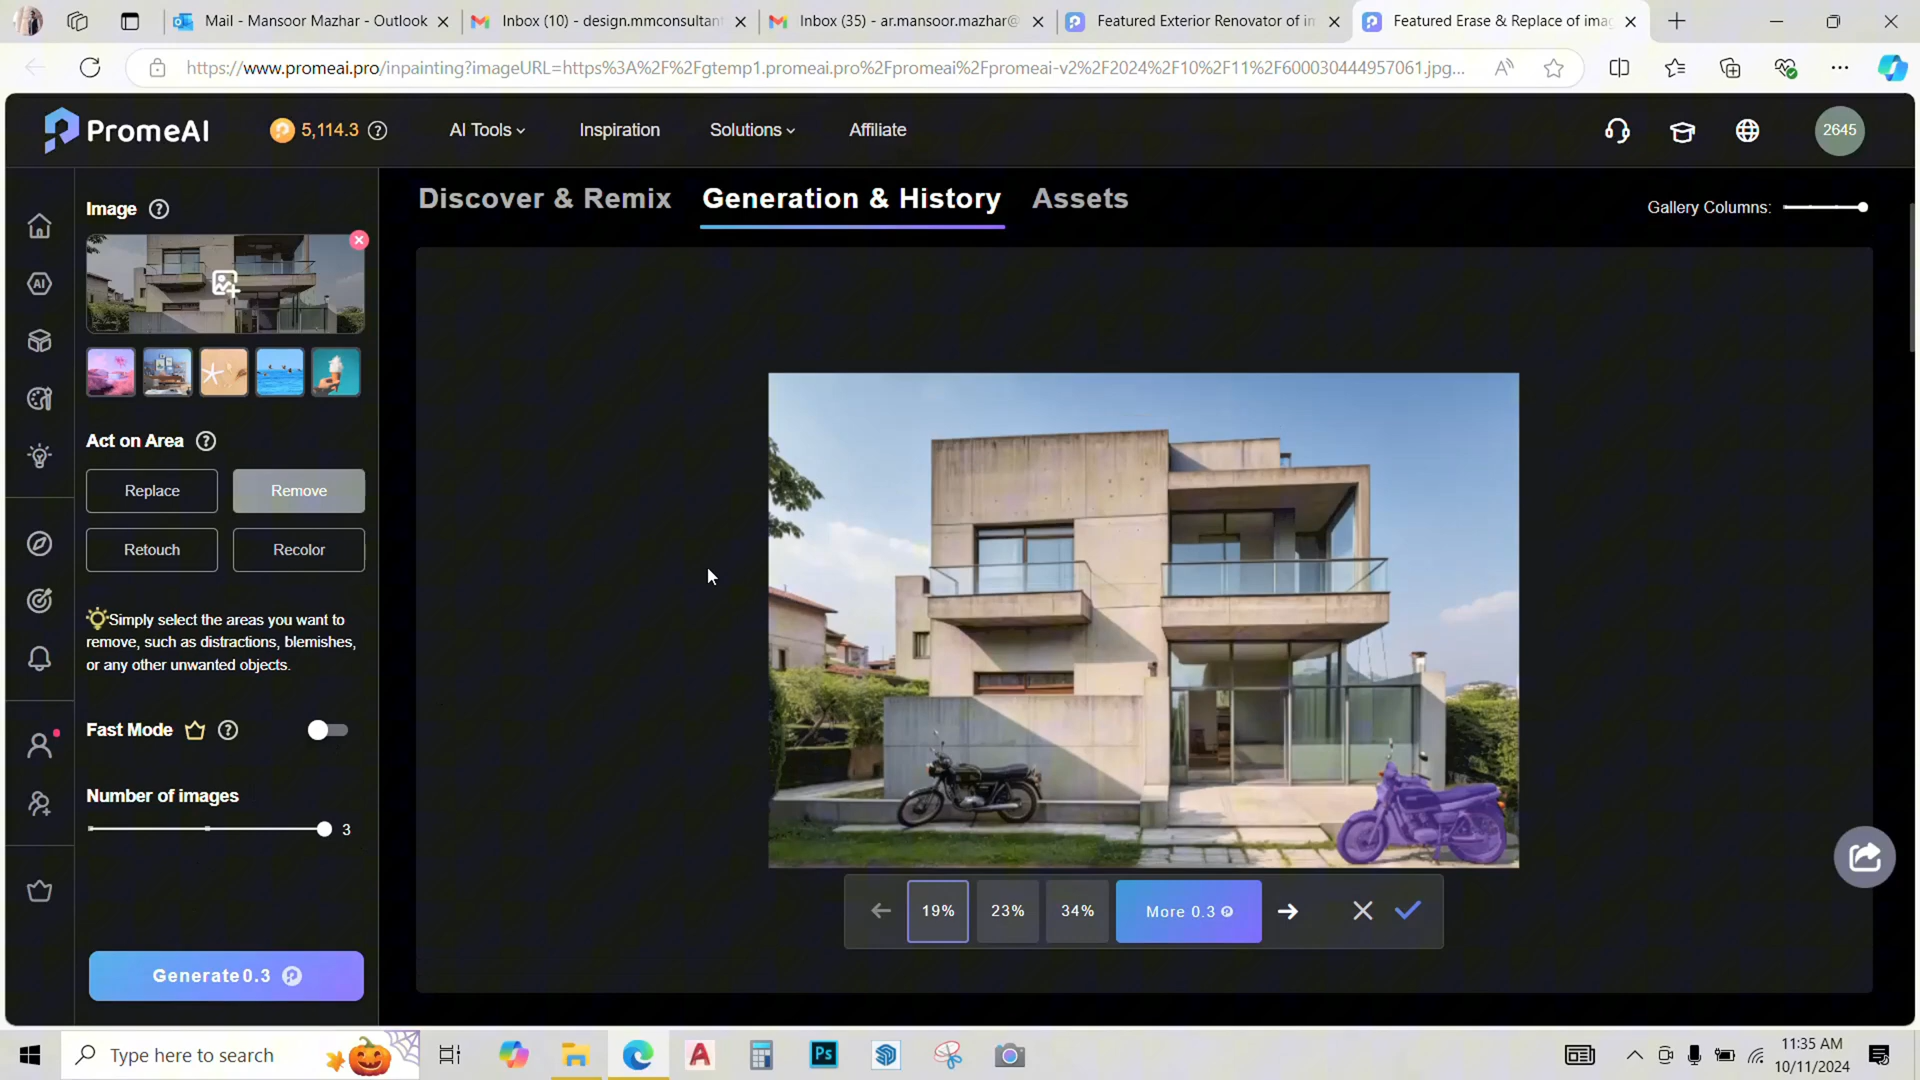 Mail - Mansoor Mazhar - Outlook
Inbox (10) - design.mmconsultant
Inbox (35) - ar.mansoor.mazhar@
Featured Exterior Renovator of im
Featured Erase & Replace of imag
https://www.promeai.pro/inpainting?imageURL=https%3A%2F%2Fgtemp1.promeai.pro%2Fpromeai%2Fpromeai-v2%2F2024%2F10%2F11%2F600030444957061.jpg...
PromeAI
5,114.3 ?
AI Tools
Inspiration
Solutions
Affiliate
2645
Image ?
Discover & Remix
Generation & History
Assets
Gallery Columns:
Act on Area ?
Replace
Remove
Retouch
Recolor
Simply select the areas you want to
remove, such as distractions, blemishes,
or any other unwanted objects.
Fast Mode ?
Number of images
3
Generate 0.3
19%
23%
34%
More 0.3
AI
Type here to search
Ps
11:35 AM
10/11/2024